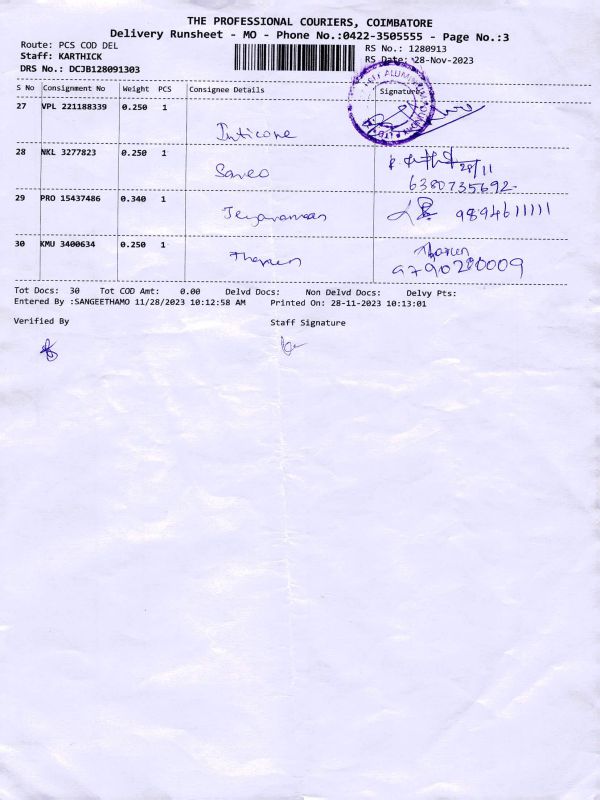 THE PROFESSIONAL COURIERS, COIMBATORE
Delivery Runsheet - MO - Phone No.:0422-3505555 - Page No.:3
Route: PCS COD DEL RS No.: 1280913
Staff: KARTHICK RS Date: 28-Nov-2023
DRS No.: DCJB128091303
S No Consignment No Weight PCS Consignee Details Signature
27 VPL 221188339 0.250 1
28 NKL 3277823 0.250 1 Saveo 28/11
6380735692
29 PRO 15437486 0.340 1 Jeyaraman 9894611111
30 KMU 3400634 0.250 1 Tharun Tharun
9790280009
Tot Docs: 30 Tot COD Amt: 0.00 Delvd Docs: Non Delvd Docs: Delvy Pts:
Entered By :SANGEETHAMO 11/28/2023 10:12:58 AM Printed On: 28-11-2023 10:13:01
Verified By Staff Signature